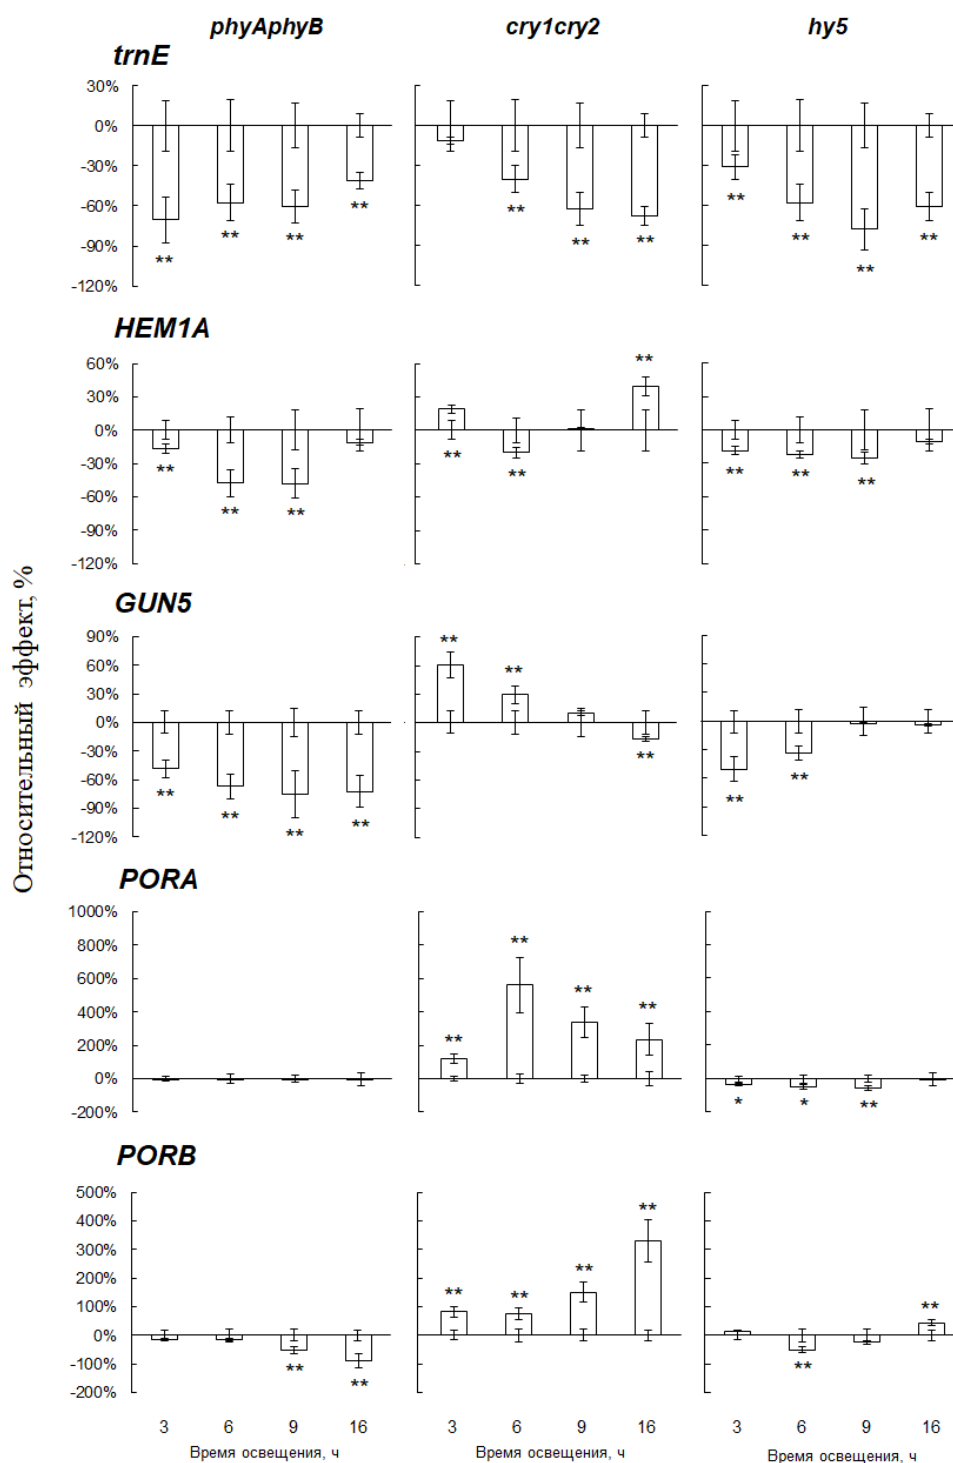 phyAphyB cry1cry2 hy5
trnE
30%
0%
-30%
-60%
-90%
-120%
** ** ** **
** ** **
** ** ** **
HEM1A
60%
30%
0%
-30%
-60%
-90%
-120%
** ** **
** ** **
** ** **
GUN5
90%
60%
30%
0%
-30%
-60%
-90%
-120%
** ** ** **
** ** **
** **
PORA
1000%
800%
600%
400%
200%
0%
-200%
** ** ** **
* * **
PORB
500%
400%
300%
200%
100%
0%
-100%
-200%
** **
** ** ** **
** **
3 6 9 16 3 6 9 16 3 6 9 16
Время освещения, ч Время освещения, ч Время освещения, ч
Относительный эффект, %